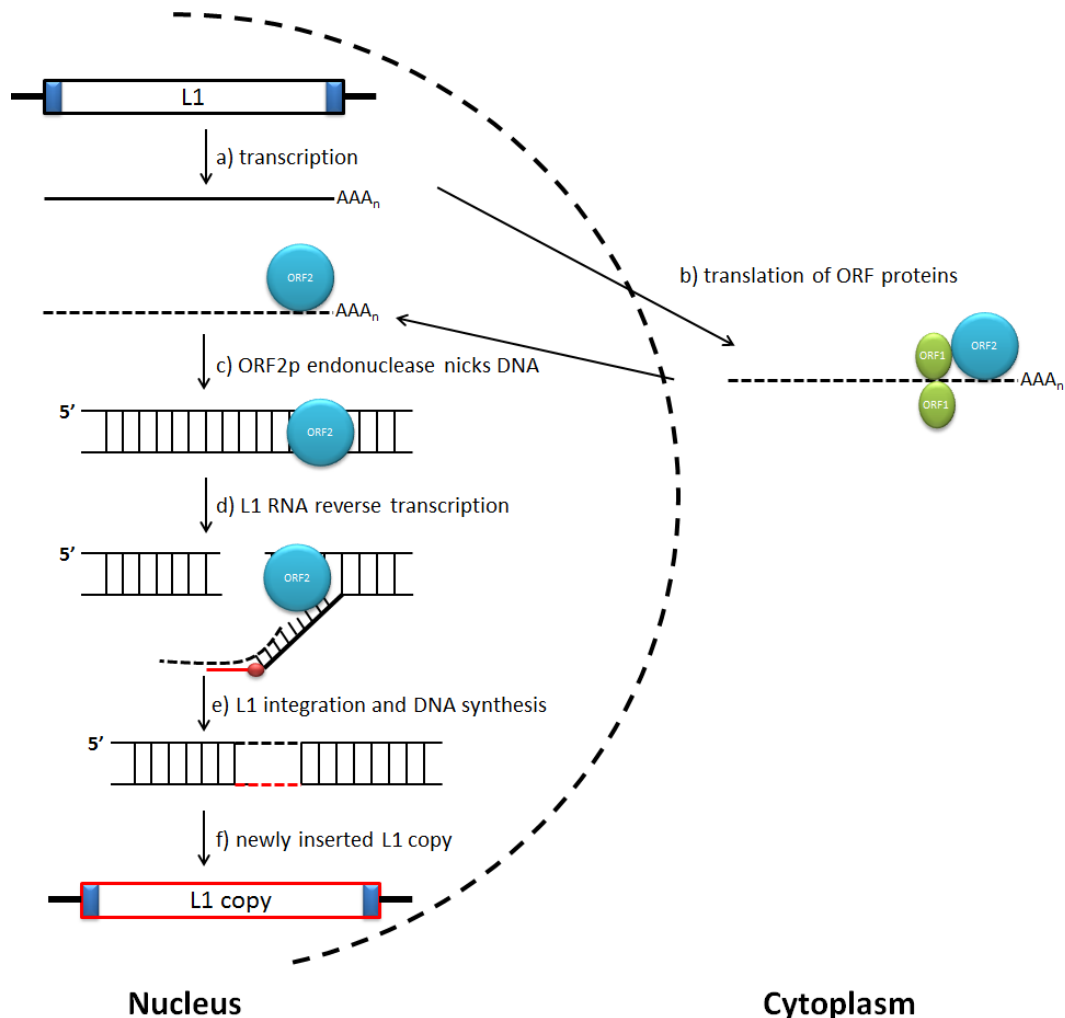 L1
a) transcription
AAAn
ORF2
AAAn
b) translation of ORF proteins
ORF1
ORF2
AAAn
ORF1
c) ORF2p endonuclease nicks DNA
5’
ORF2
d) L1 RNA reverse transcription
5’
ORF2
e) L1 integration and DNA synthesis
5’
f) newly inserted L1 copy
L1 copy
Nucleus
Cytoplasm